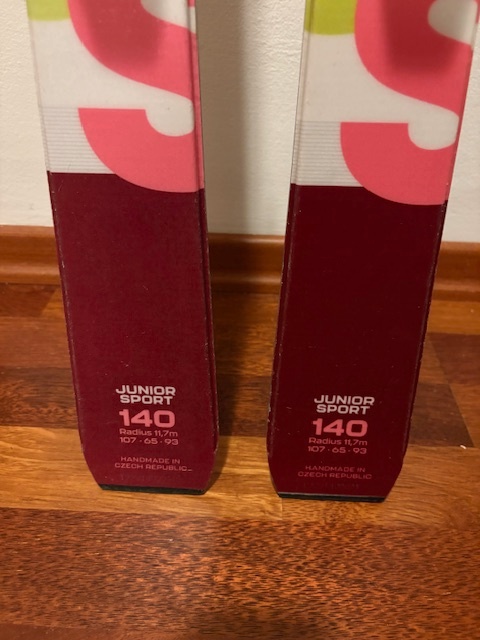 S
JUNIOR
SPORT
140
Radius 11,7m
107 · 65 · 93
HANDMADE IN
CZECH REPUBLIC
S
JUNIOR
SPORT
140
Radius 11,7m
107 · 65 · 93
HANDMADE IN
CZECH REPUBLIC